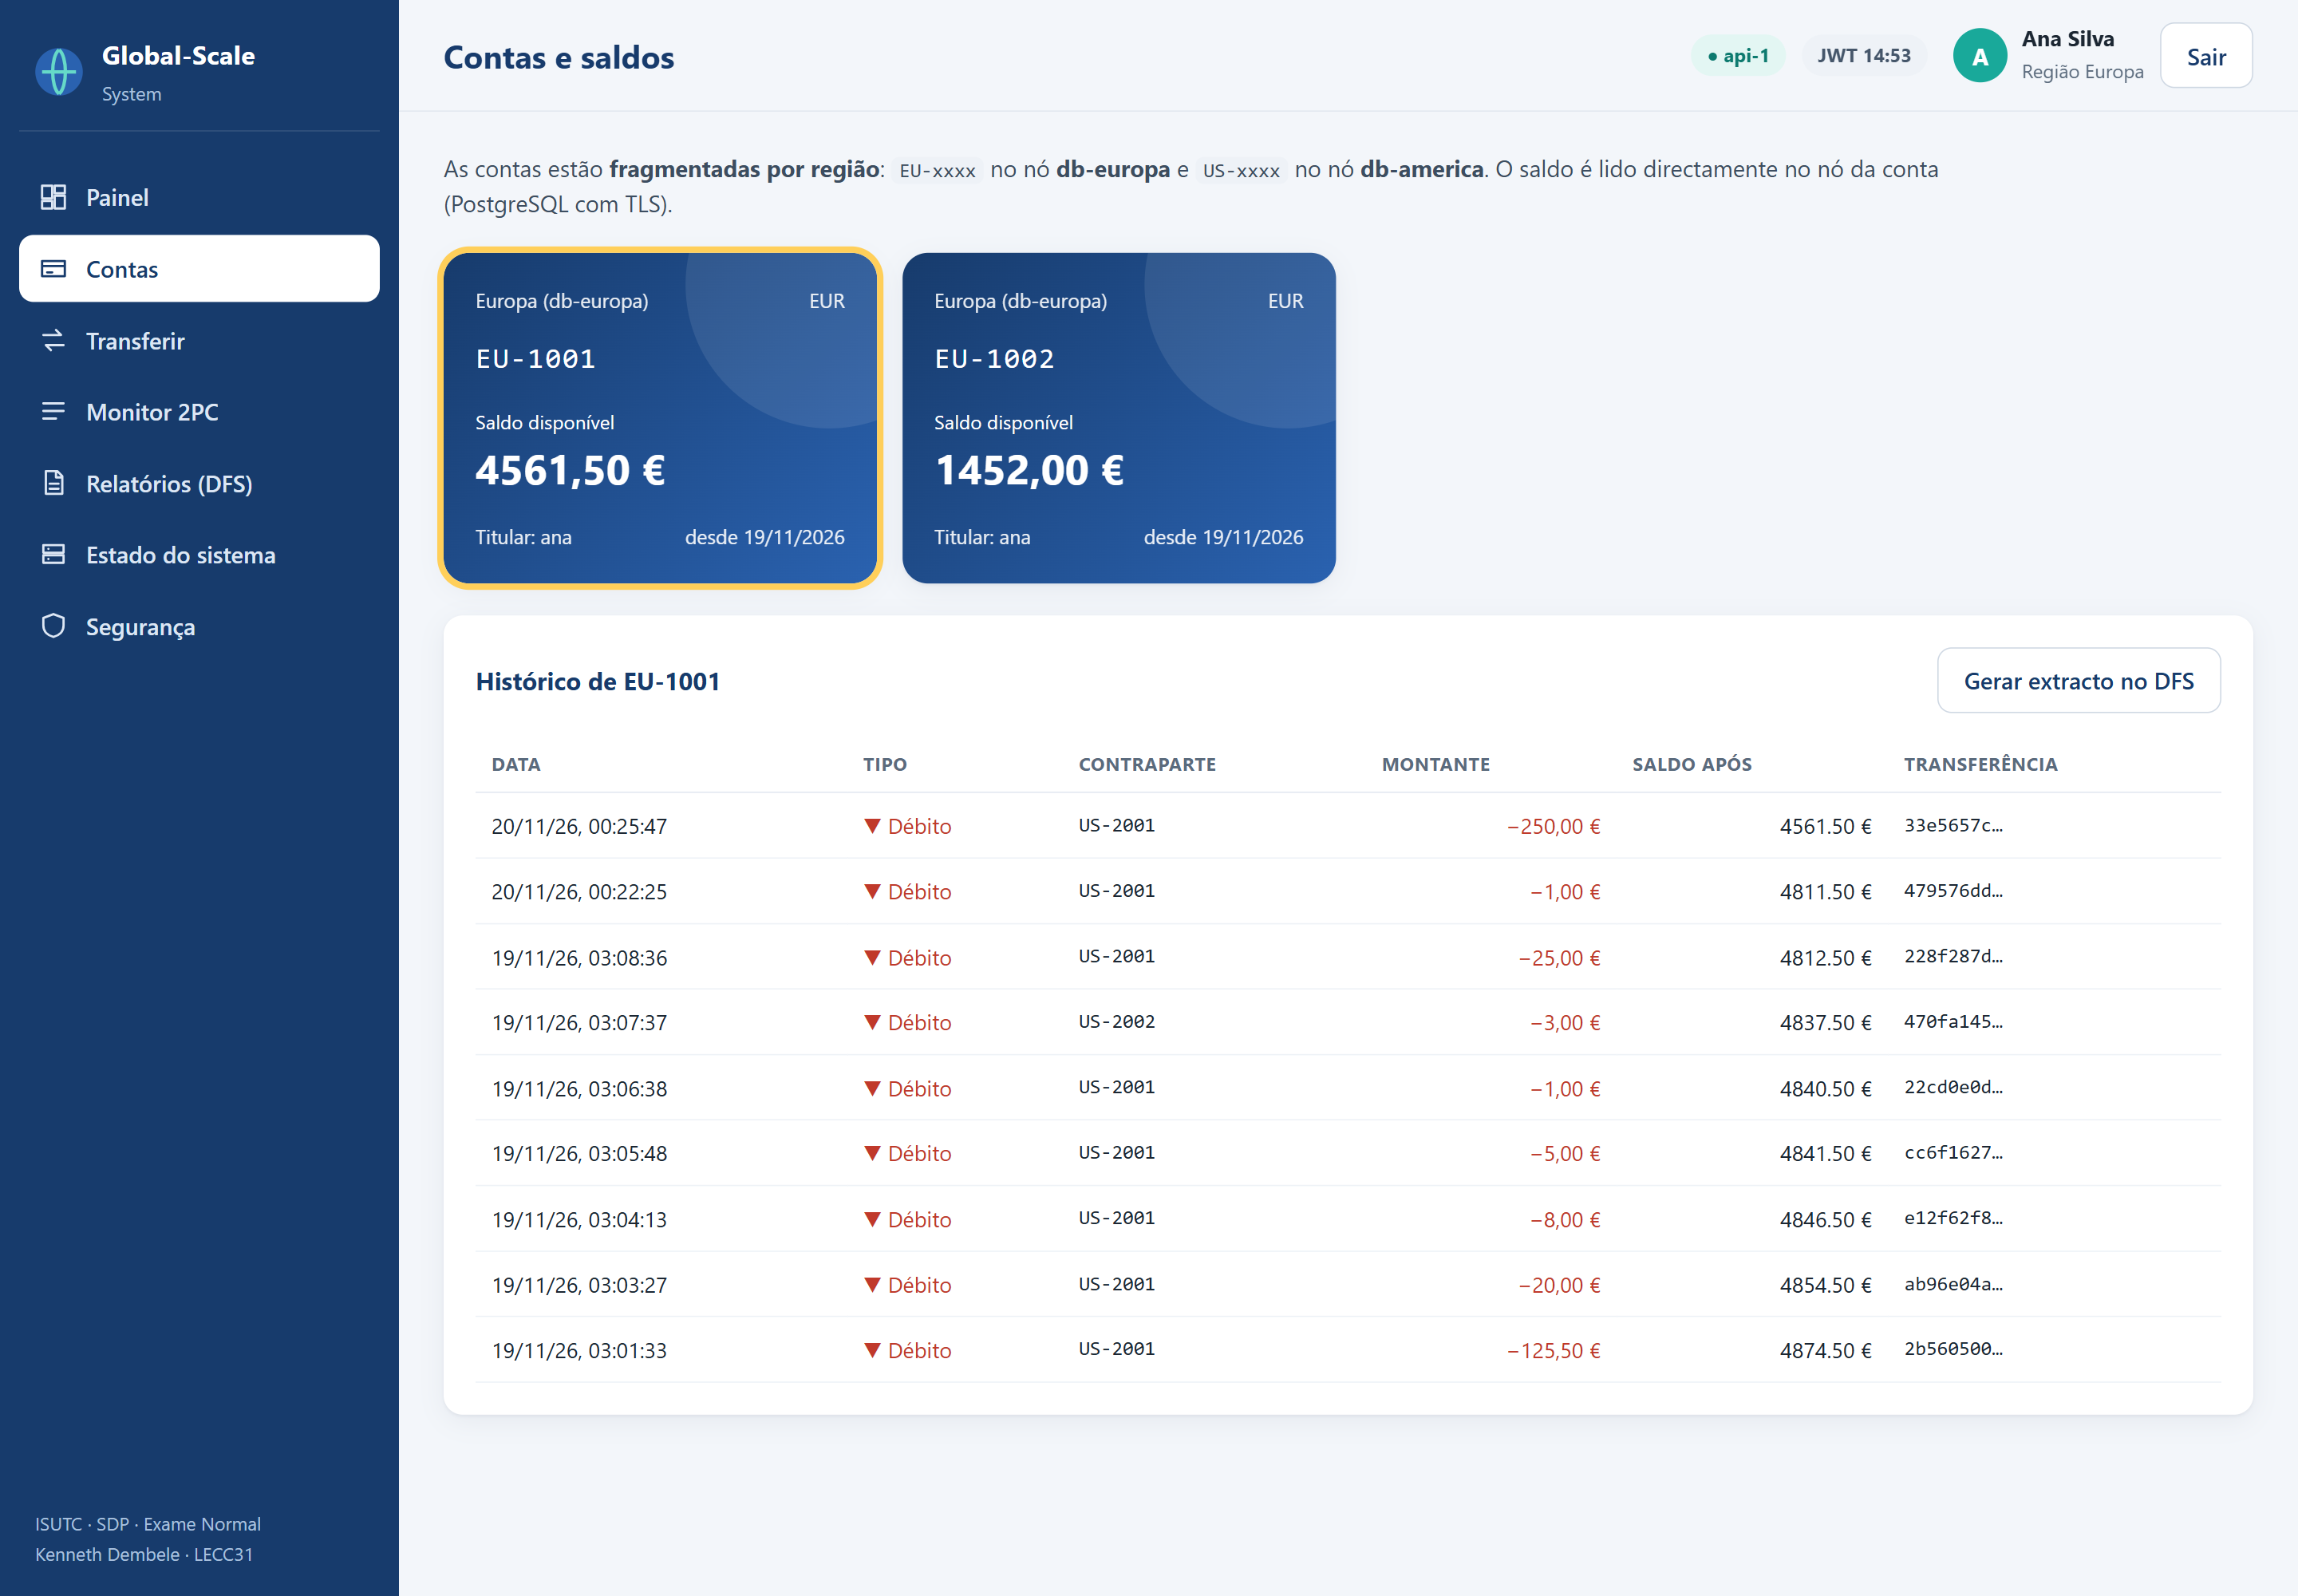 Global-Scale
System
Painel
Contas
Transferir
Monitor 2PC
Relatórios (DFS)
Estado do sistema
Segurança
ISUTC · SDP · Exame Normal
Kenneth Dembele · LECC31
Contas e saldos
• api-1
JWT 14:53
A
Ana Silva
Região Europa
Sair
As contas estão fragmentadas por região: EU-xxxx no nó db-europa e US-xxxx no nó db-america. O saldo é lido directamente no nó da conta
(PostgreSQL com TLS).
Europa (db-europa) EUR
EU-1001
Saldo disponível
4561,50 €
Titular: ana desde 19/11/2026
Europa (db-europa) EUR
EU-1002
Saldo disponível
1452,00 €
Titular: ana desde 19/11/2026
Histórico de EU-1001
Gerar extracto no DFS
DATA TIPO CONTRAPARTE MONTANTE SALDO APÓS TRANSFERÊNCIA
20/11/26, 00:25:47 ▼ Débito US-2001 −250,00 € 4561.50 € 33e5657c…
20/11/26, 00:22:25 ▼ Débito US-2001 −1,00 € 4811.50 € 479576dd…
19/11/26, 03:08:36 ▼ Débito US-2001 −25,00 € 4812.50 € 228f287d…
19/11/26, 03:07:37 ▼ Débito US-2002 −3,00 € 4837.50 € 470fa145…
19/11/26, 03:06:38 ▼ Débito US-2001 −1,00 € 4840.50 € 22cd0e0d…
19/11/26, 03:05:48 ▼ Débito US-2001 −5,00 € 4841.50 € cc6f1627…
19/11/26, 03:04:13 ▼ Débito US-2001 −8,00 € 4846.50 € e12f62f8…
19/11/26, 03:03:27 ▼ Débito US-2001 −20,00 € 4854.50 € ab96e04a…
19/11/26, 03:01:33 ▼ Débito US-2001 −125,50 € 4874.50 € 2b560500…